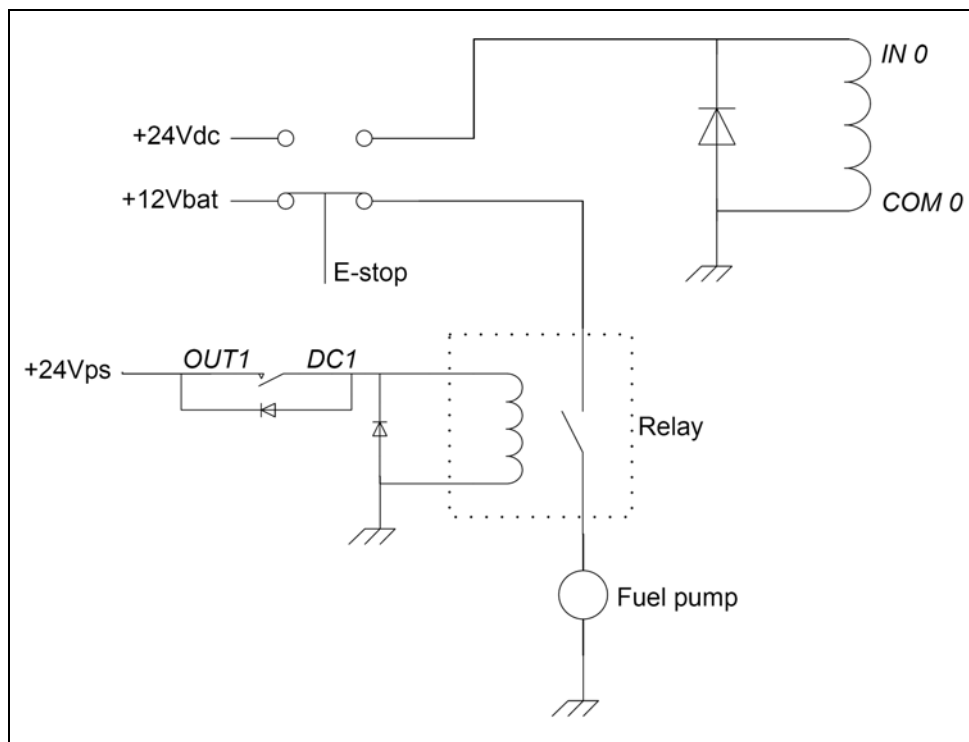 IN 0
+24Vdc
+12Vbat
COM 0
E-stop
+24Vps
OUT1
DC1
Relay
Fuel pump